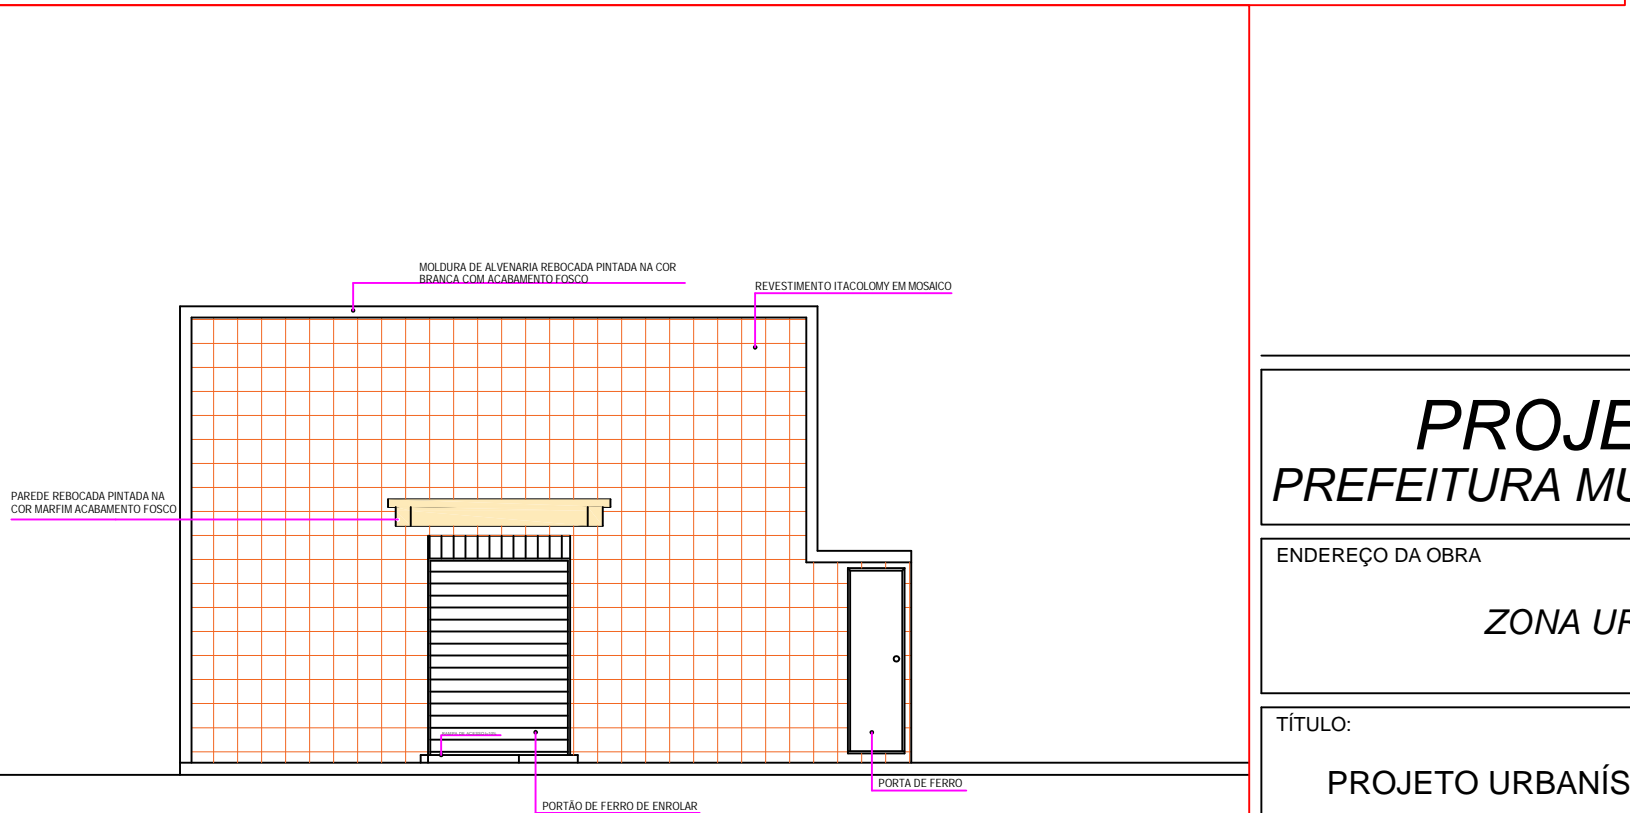 MOLDURA DE ALVENARIA REBOCADA PINTADA NA COR
BRANCA COM ACABAMENTO FOSCO
REVESTIMENTO ITACOLOMY EM MOSAICO
PAREDE REBOCADA PINTADA NA
COR MARFIM ACABAMENTO FOSCO
PORTA DE FERRO
PORTÃO DE FERRO DE ENROLAR
PROJE
PREFEITURA MU
ENDEREÇO DA OBRA
ZONA UR
TÍTULO:
PROJETO URBANÍS